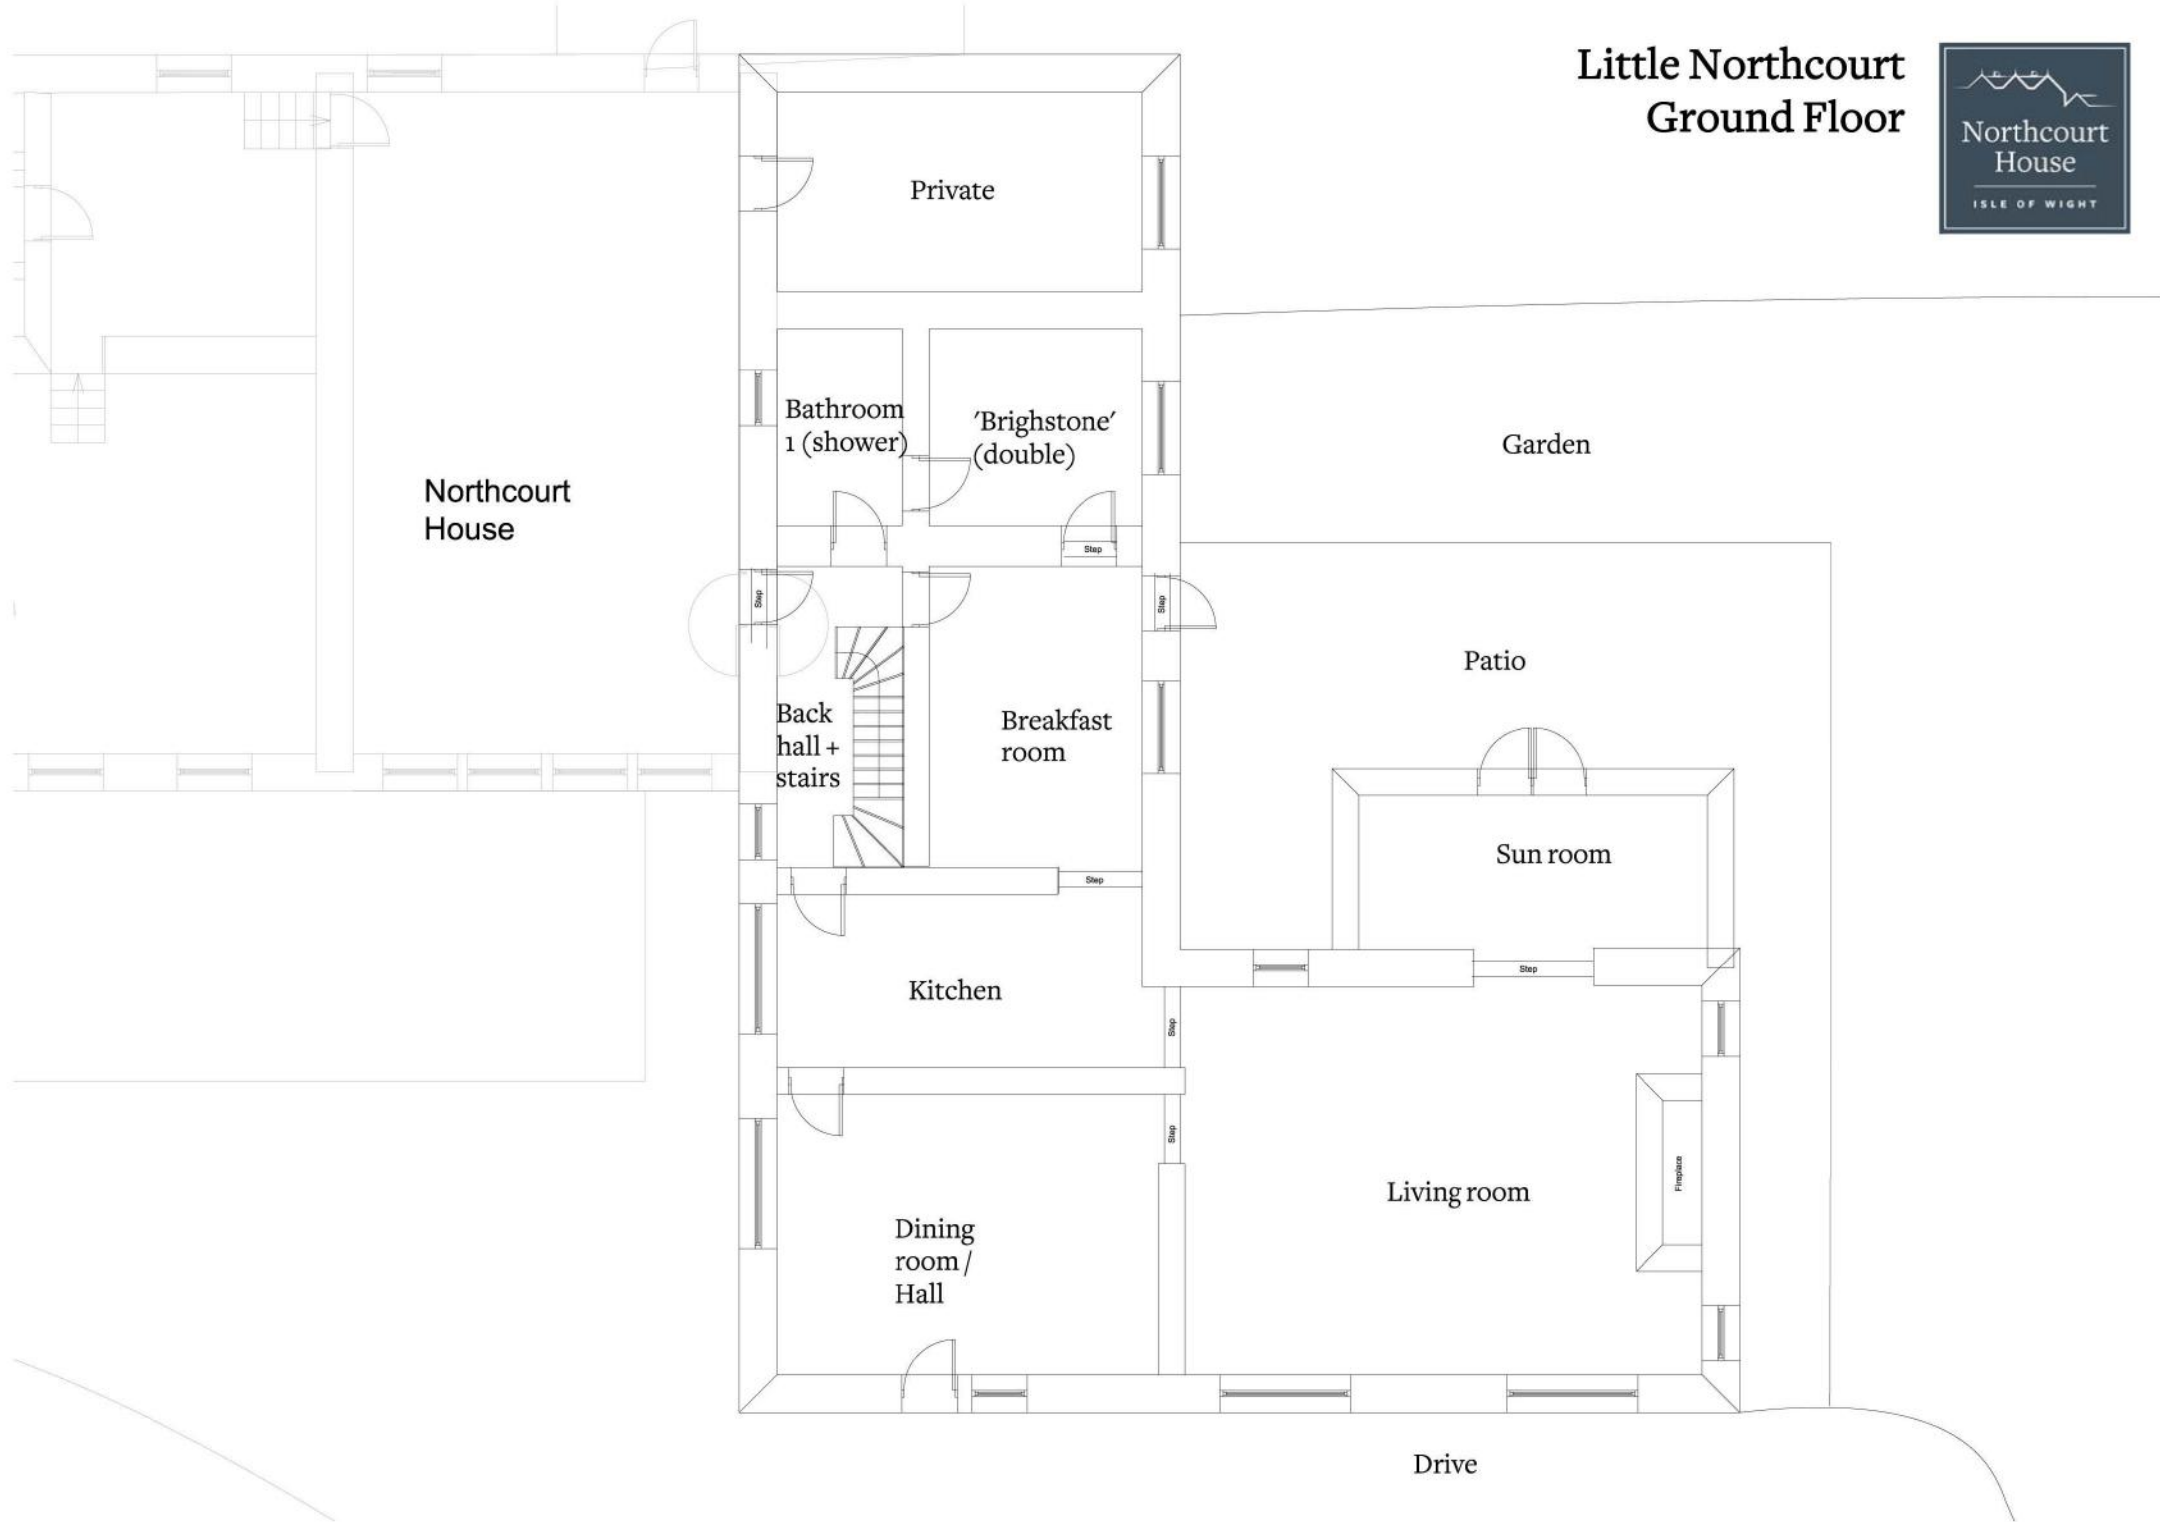 Little Northcourt
Ground Floor
Northcourt
House
ISLE OF WIGHT
Private
Bathroom
1 (shower)
'Brighstone'
(double)
Garden
Northcourt
House
Step
Step
Step
Patio
Back
hall +
stairs
Breakfast
room
Sun room
Step
Step
Kitchen
Step
Step
Fireplace
Living room
Dining
room /
Hall
Drive